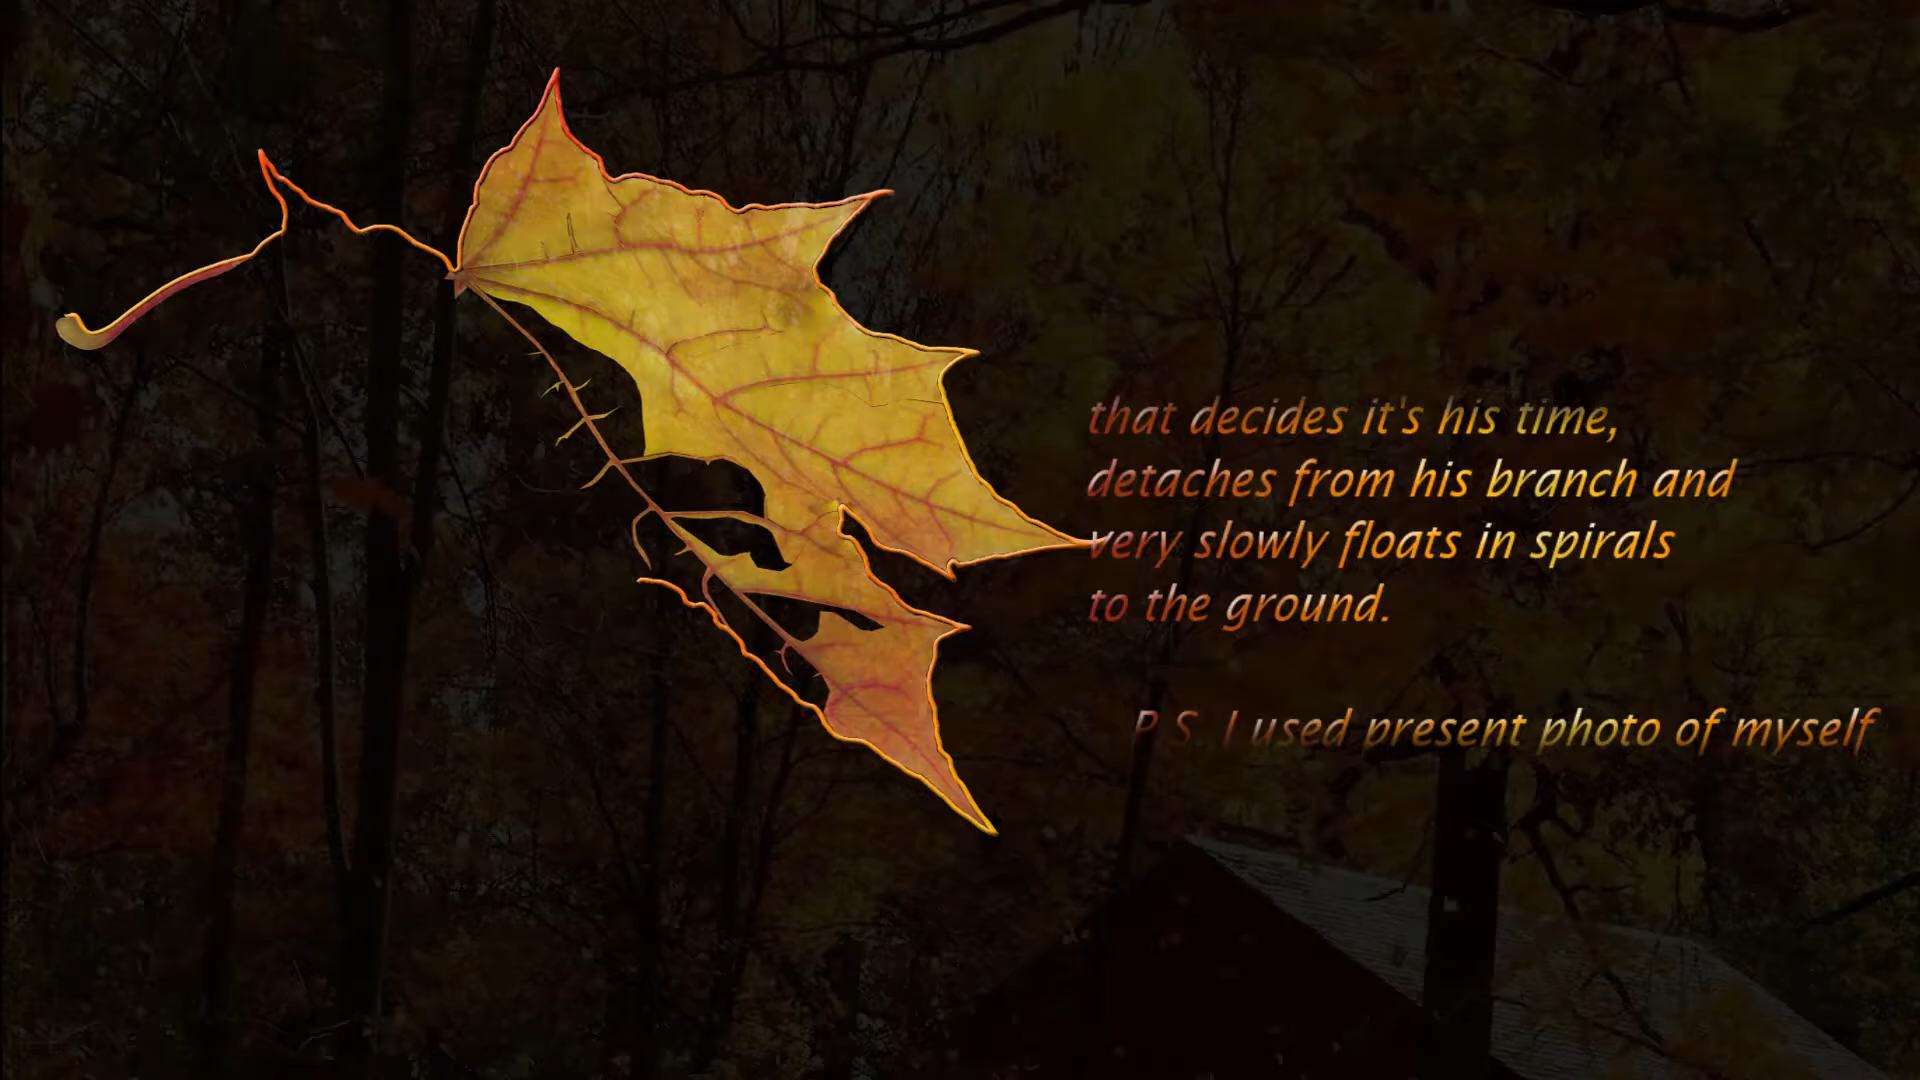 that decides it's his time,
detaches from his branch and
very slowly floats in spirals
to the ground.
P.S. I used present photo of myself